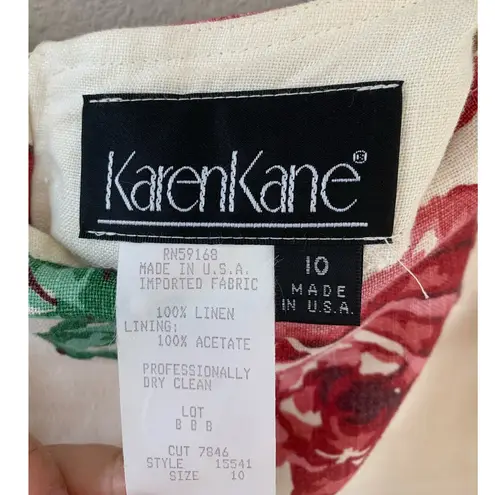 KarenKane®
10
MADE
IN U.S.A.
RN59168
MADE IN U.S.A.
IMPORTED FABRIC
100% LINEN
LINING:
100% ACETATE
PROFESSIONALLY
DRY CLEAN
LOT
8 8 8
CUT 7846
STYLE 15541
SIZE 10